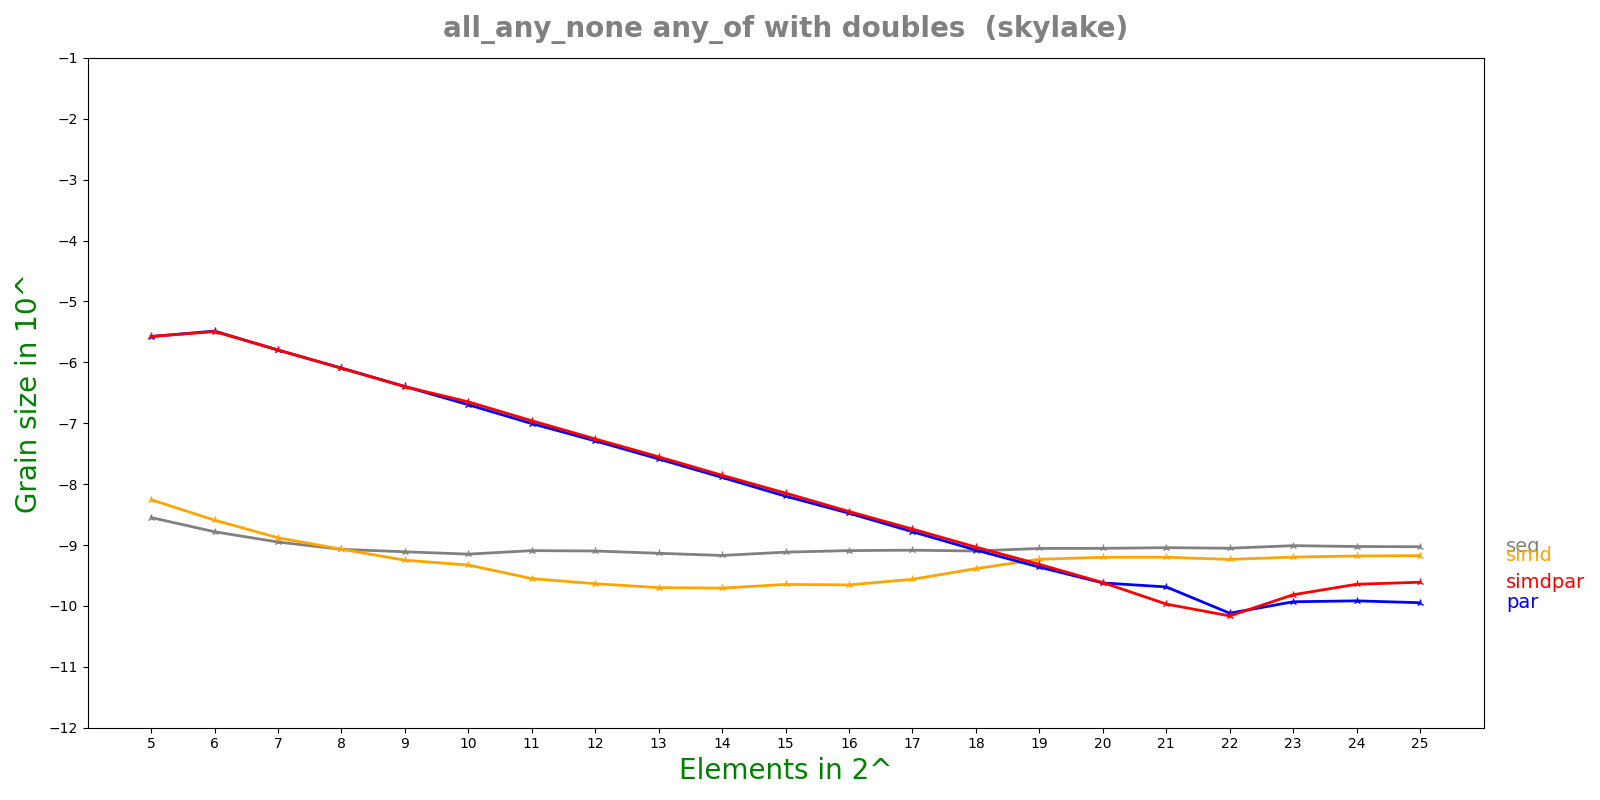 all_any_none any_of with doubles  (skylake)
Grain size in 10^
−1
−2
−3
−4
−5
−6
−7
−8
−9
−10
−11
−12
5 6 7 8 9 10 11 12 13 14 15 16 17 18 19 20 21 22 23 24 25
Elements in 2^
seq
simd
simdpar
par